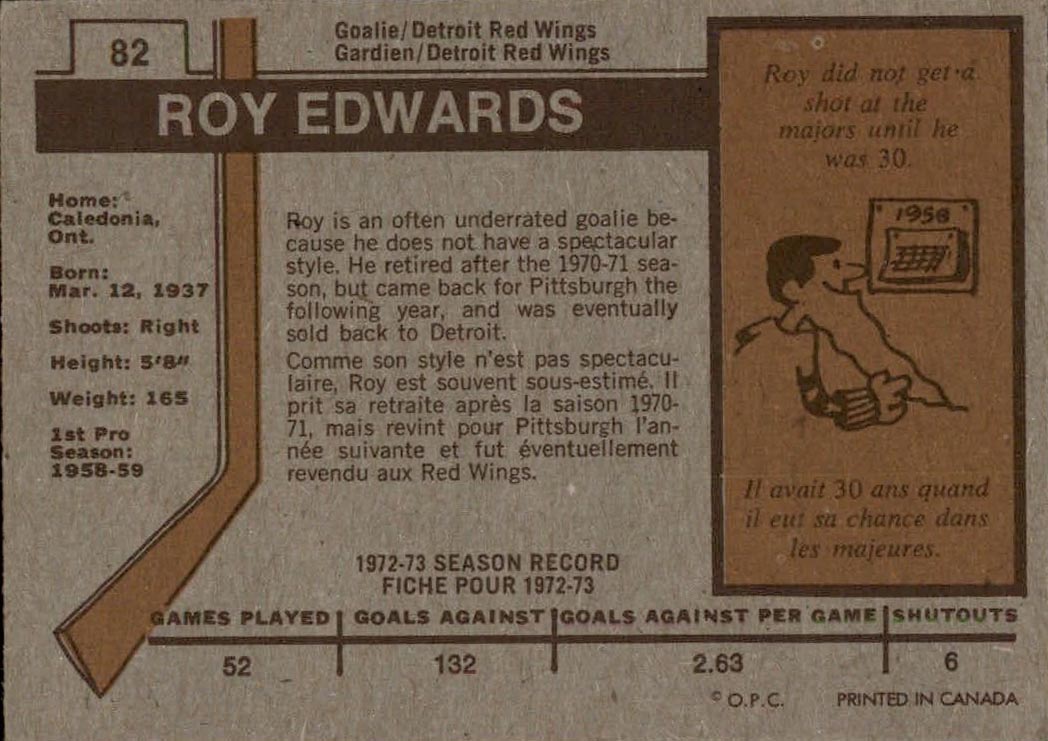 82
Goalie/Detroit Red Wings
Gardien/Detroit Red Wings
ROY EDWARDS
Home:
Caledonia,
Ont.
Born:
Mar. 12, 1937
Shoots: Right
Height: 5'8"
Weight: 165
1st Pro
Season:
1958-59
Roy is an often underrated goalie be-
cause he does not have a spectacular
style. He retired after the 1970-71 sea-
son, but came back for Pittsburgh the
following year, and was eventually
sold back to Detroit.
Comme son style n'est pas spectacu-
laire, Roy est souvent sous-estimé. Il
prit sa retraite après la saison 1970-
71, mais revint pour Pittsburgh l'an-
née suivante et fut éventuellement
revendu aux Red Wings.
Roy did not get a
shot at the
majors until he
was 30.
1958
Il avait 30 ans quand
il eut sa chance dans
les majeures.
1972-73 SEASON RECORD
FICHE POUR 1972-73
GAMES PLAYED GOALS AGAINST GOALS AGAINST PER GAME SHUTOUTS
52 132 2.63 6
© O.P.C. PRINTED IN CANADA